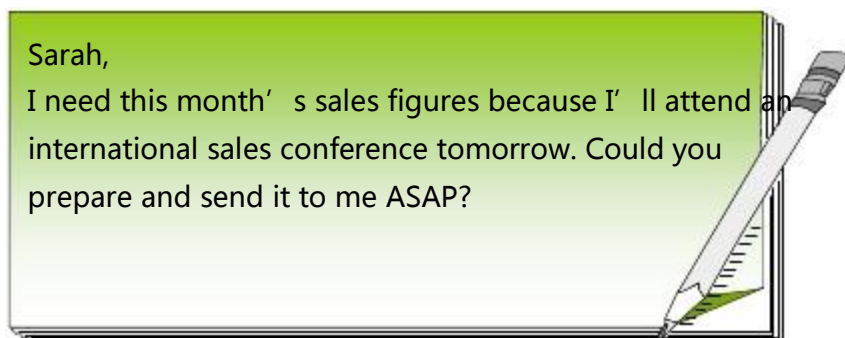 Sarah,
I need this month’s sales figures because I’ll attend an
international sales conference tomorrow. Could you
prepare and send it to me ASAP?